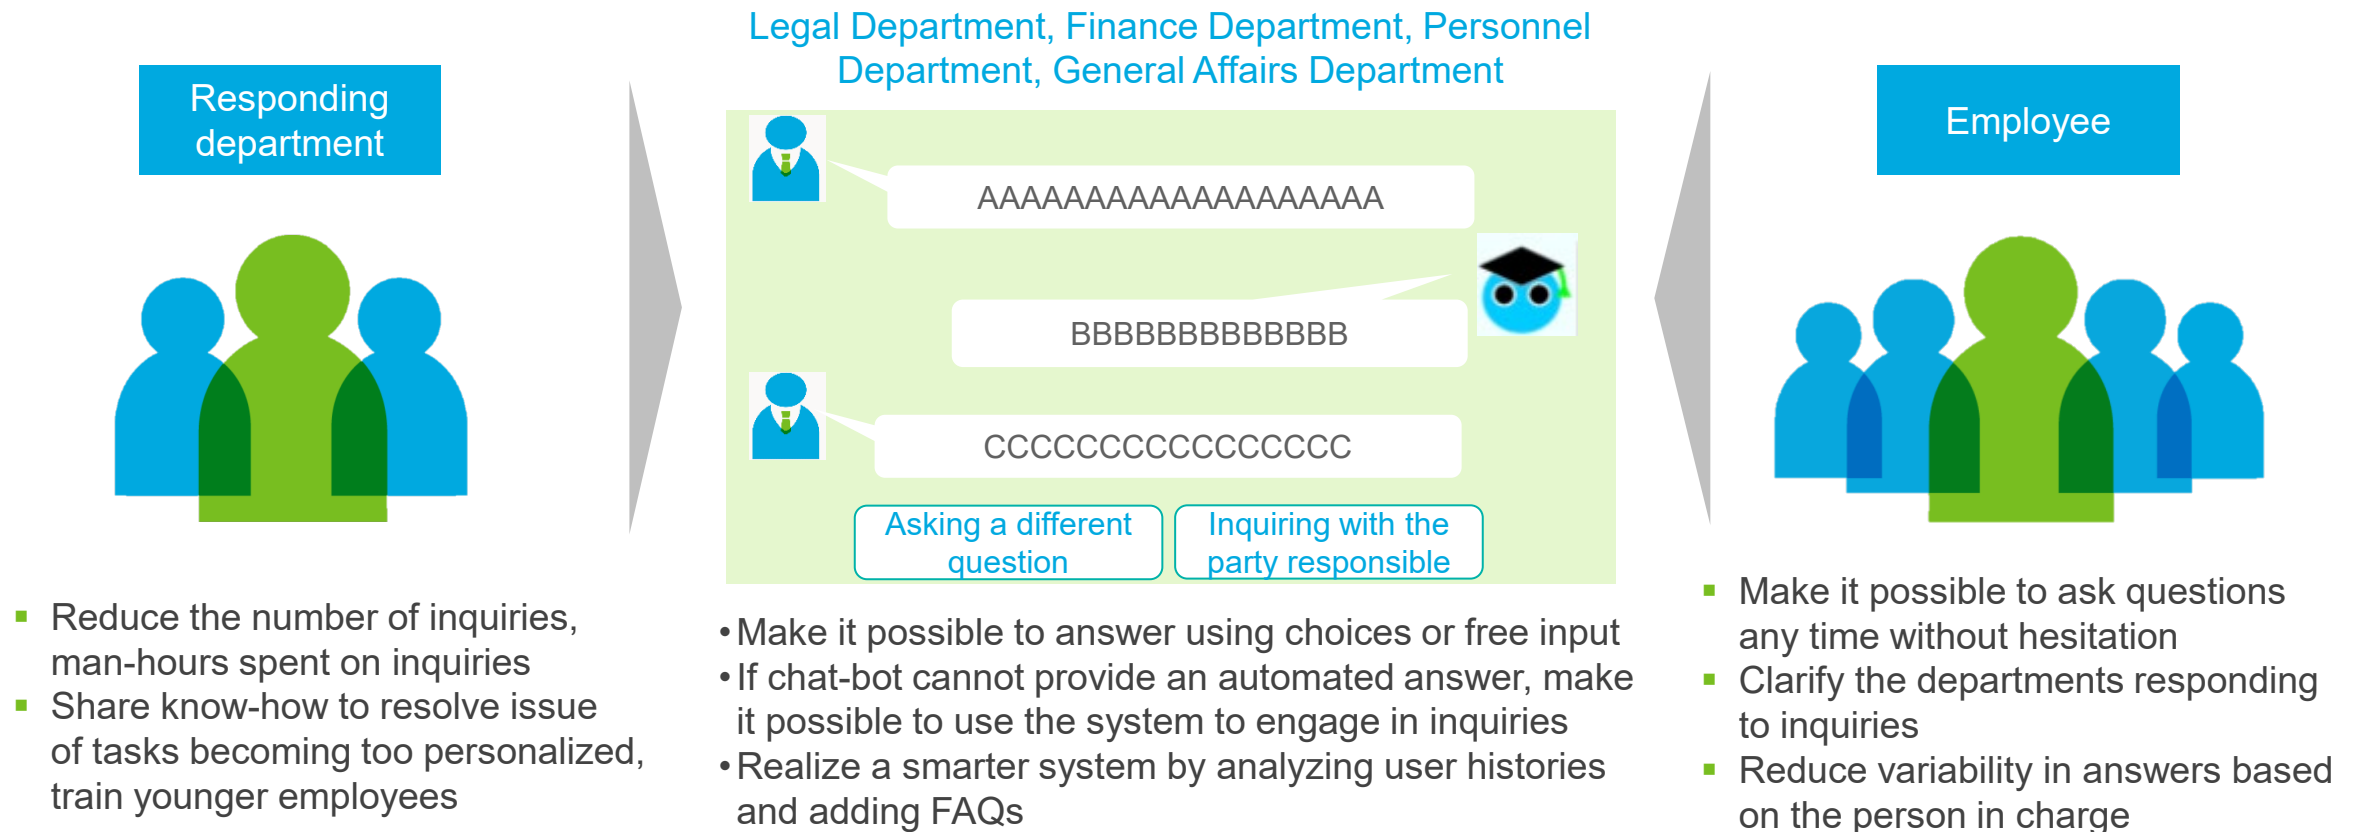 Legal Department, Finance Department, Personnel
Department, General Affairs Department
Responding
department
Employee
AAAAAAAAAAAAAAAAAAA
BBBBBBBBBBBBB
CCCCCCCCCCCCCCCC
Asking a different
question
Inquiring with the
party responsible
▪ Reduce the number of inquiries,
man-hours spent on inquiries
▪ Share know-how to resolve issue
of tasks becoming too personalized,
train younger employees
•Make it possible to answer using choices or free input
•If chat-bot cannot provide an automated answer, make
it possible to use the system to engage in inquiries
•Realize a smarter system by analyzing user histories
and adding FAQs
▪ Make it possible to ask questions
any time without hesitation
▪ Clarify the departments responding
to inquiries
▪ Reduce variability in answers based
on the person in charge